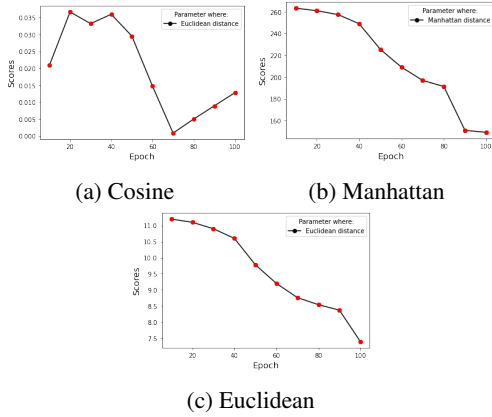 Parameter where:
Euclidean distance
0.035
0.030
0.025
0.020
0.015
0.010
0.005
0.000
Scores
20 40 60 80 100
Epoch
(a) Cosine
Parameter where:
Manhattan distance
260
240
220
200
180
160
Scores
20 40 60 80 100
Epoch
(b) Manhattan
Parameter where:
Euclidean distance
11.0
10.5
10.0
9.5
9.0
8.5
8.0
7.5
Scores
20 40 60 80 100
Epoch
(c) Euclidean